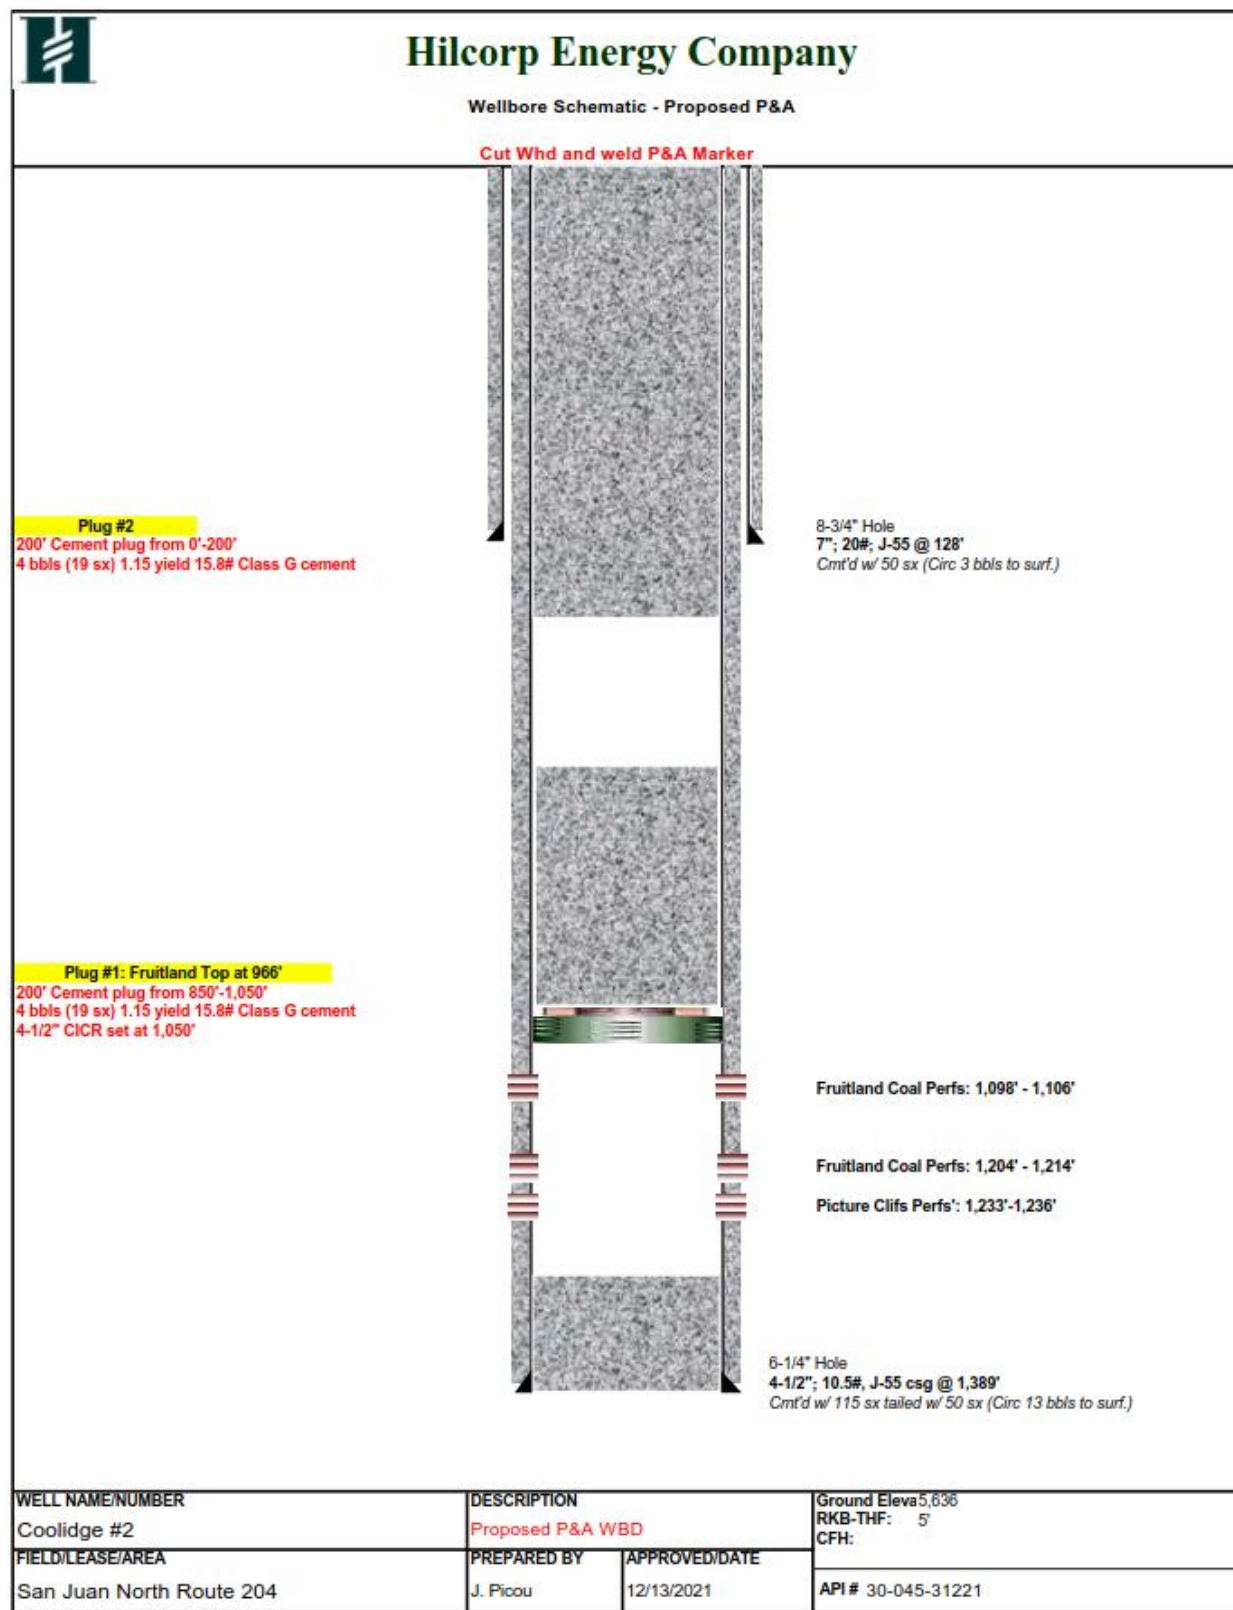 Hilcorp Energy Company
Wellbore Schematic - Proposed P&A
Cut Whd and weld P&A Marker
Plug #2
200' Cement plug from 0'-200'
4 bbls (19 sx) 1.15 yield 15.8# Class G cement
8-3/4" Hole
7"; 20#; J-55 @ 128'
Cmt'd w/ 50 sx (Circ 3 bbls to surf.)
Plug #1: Fruitland Top at 966'
200' Cement plug from 850'-1,050'
4 bbls (19 sx) 1.15 yield 15.8# Class G cement
4-1/2" CICR set at 1,050'
Fruitland Coal Perfs: 1,098' - 1,106'
Fruitland Coal Perfs: 1,204' - 1,214'
Picture Clifs Perfs': 1,233'-1,236'
6-1/4" Hole
4-1/2"; 10.5#, J-55 csg @ 1,389'
Cmt'd w/ 115 sx tailed w/ 50 sx (Circ 13 bbls to surf.)
WELL NAME/NUMBER
Coolidge #2
DESCRIPTION
Proposed P&A WBD
Ground Eleva 5,636
RKB-THF: 5'
CFH:
FIELD/LEASE/AREA
San Juan North Route 204
PREPARED BY
J. Picou
APPROVED/DATE
12/13/2021
API # 30-045-31221